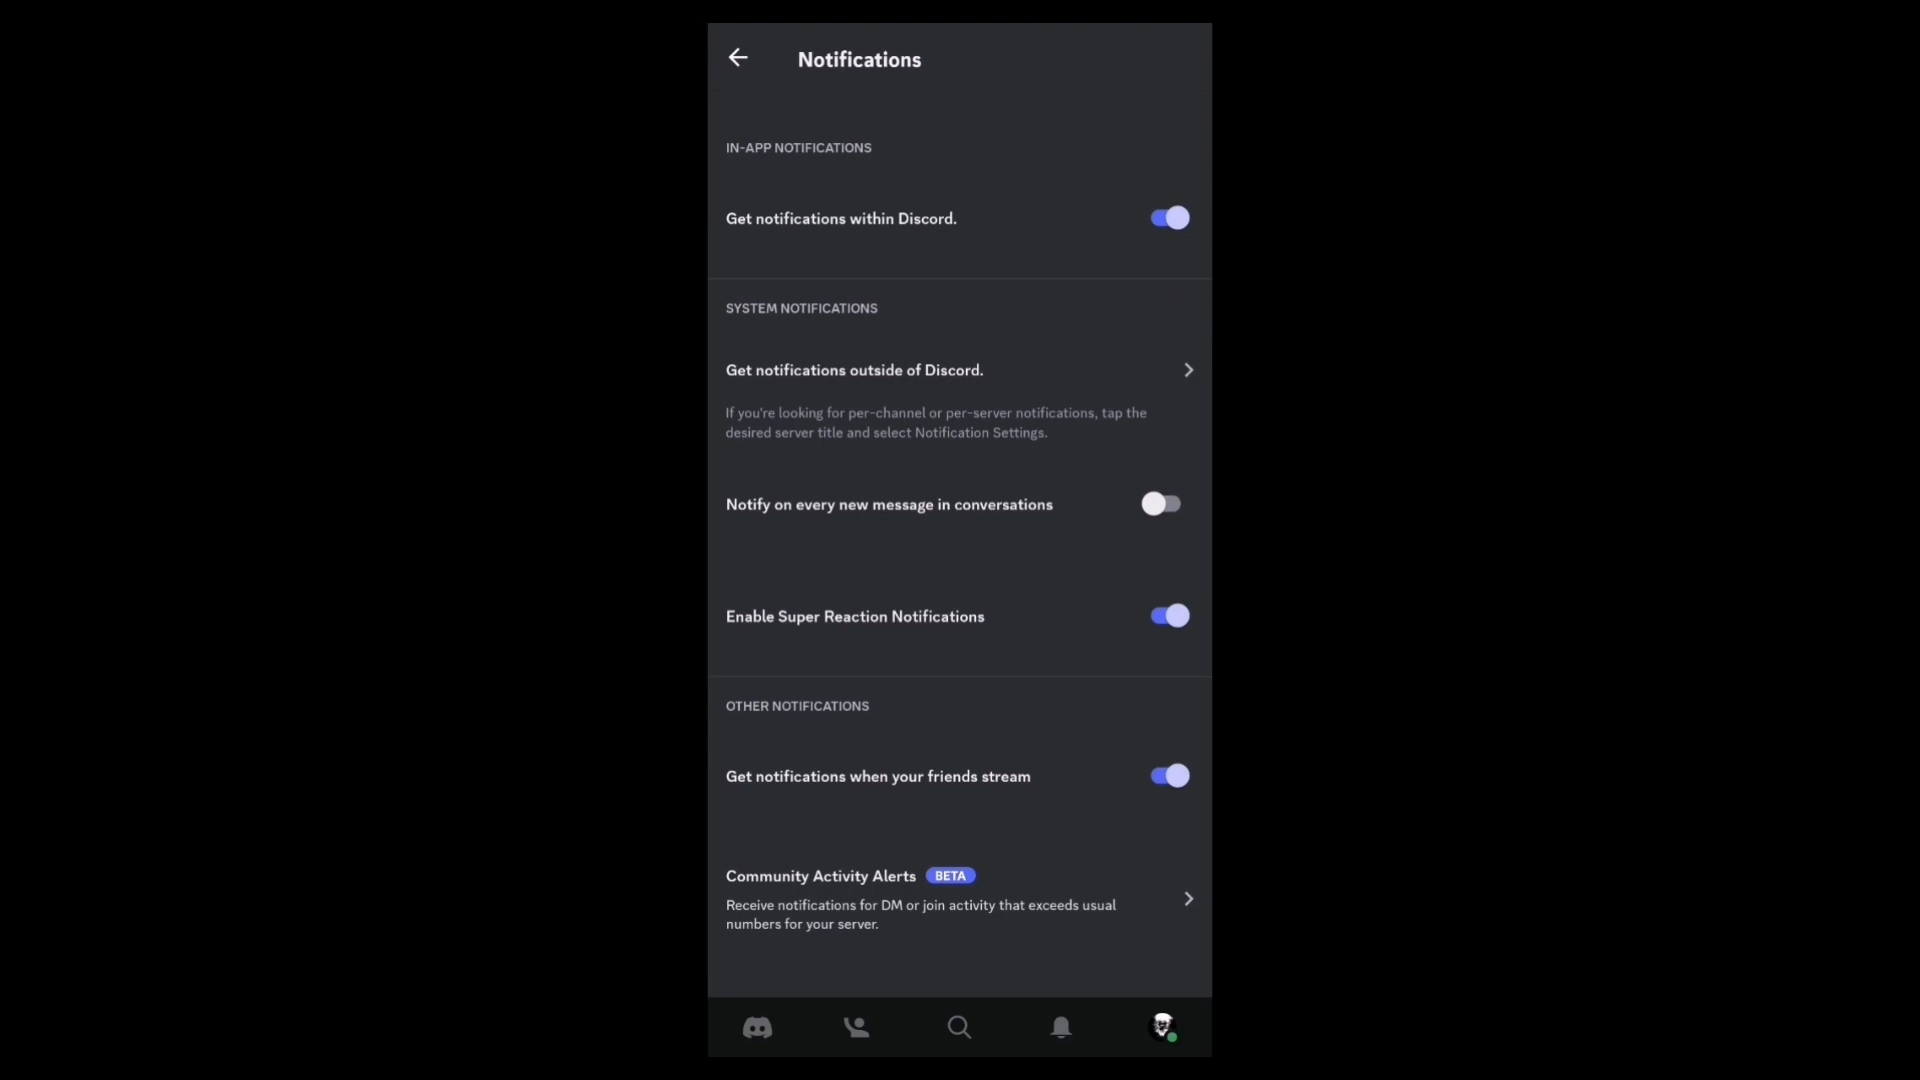 Notifications
IN-APP NOTIFICATIONS
Get notifications within Discord.
SYSTEM NOTIFICATIONS
Get notifications outside of Discord.
If you're looking for per-channel or per-server notifications, tap the
desired server title and select Notification Settings.
Notify on every new message in conversations
Enable Super Reaction Notifications
OTHER NOTIFICATIONS
Get notifications when your friends stream
Community Activity Alerts BETA
Receive notifications for DM or join activity that exceeds usual
numbers for your server.